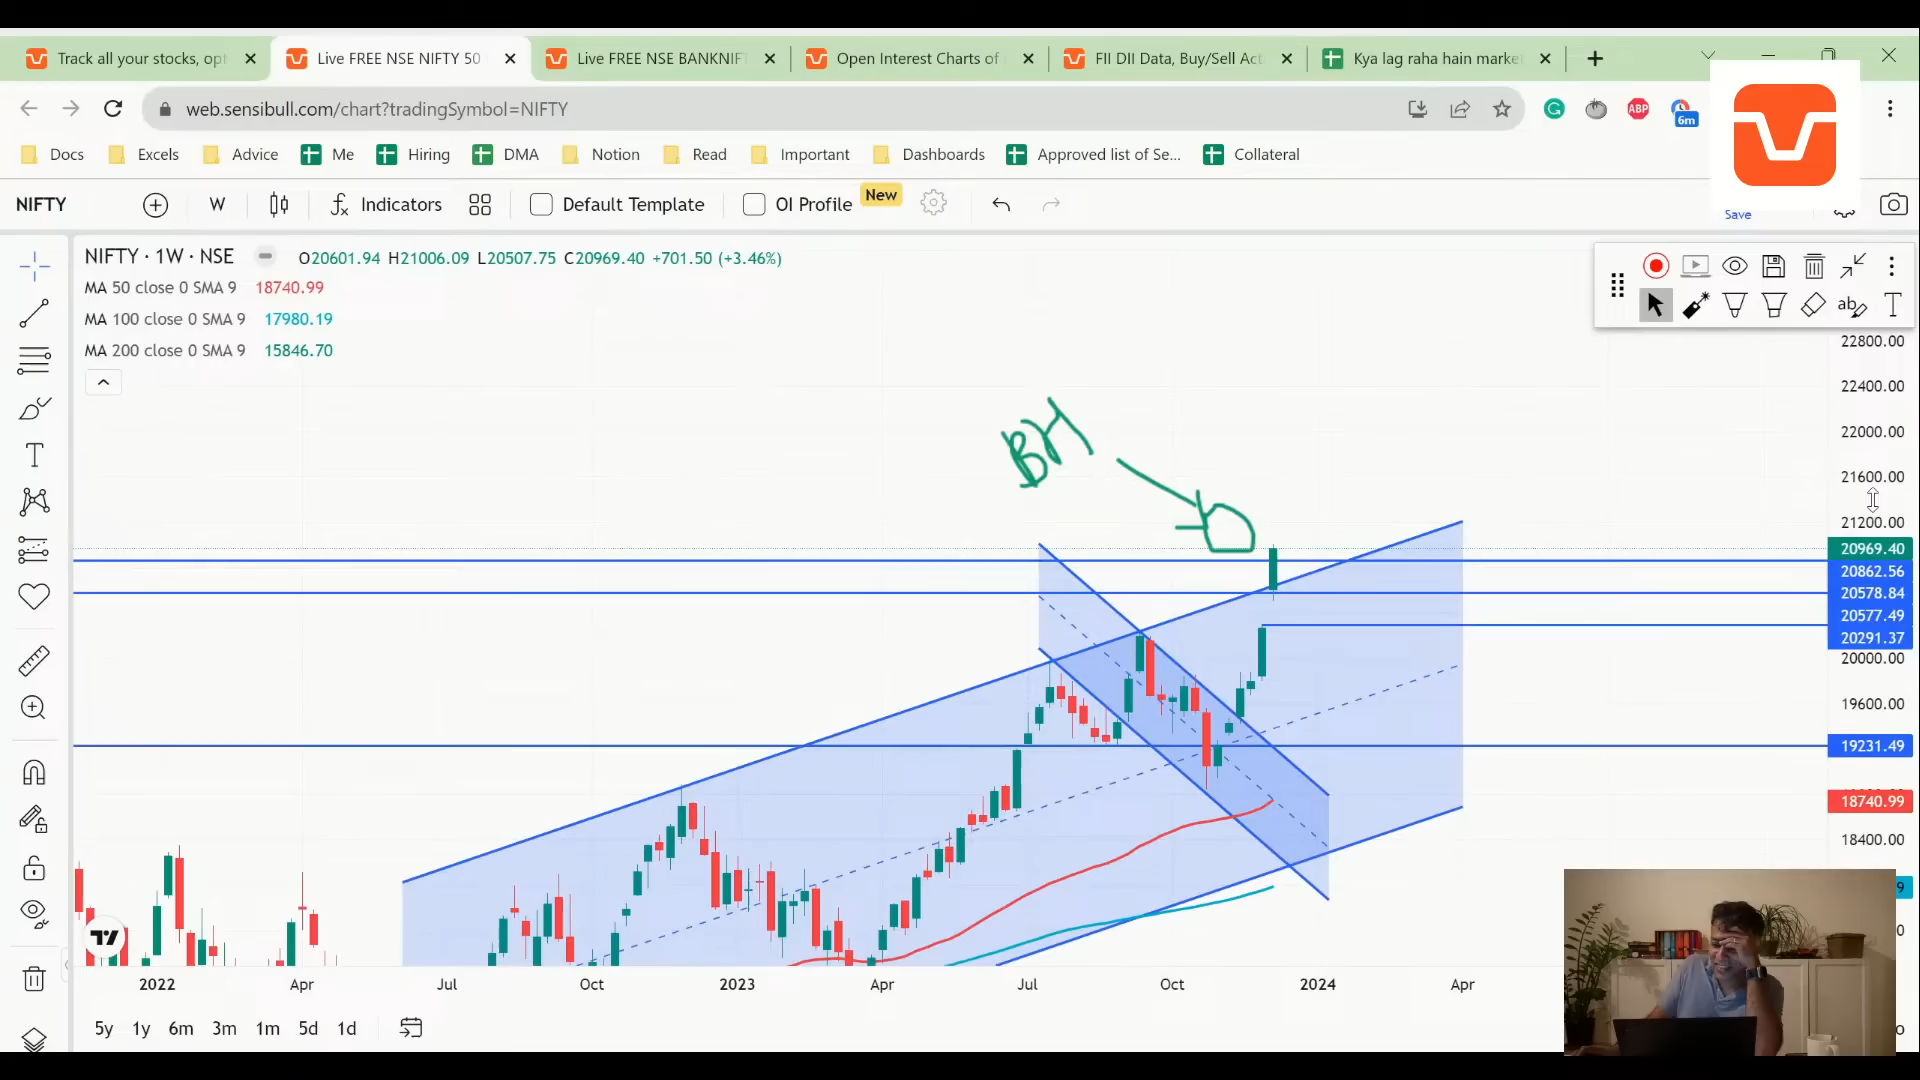 Track all your stocks, opt
Live FREE NSE NIFTY 50
Live FREE NSE BANKNIFT
Open Interest Charts of
FII DII Data, Buy/Sell Act
Kya lag raha hain market
web.sensibull.com/chart?tradingSymbol=NIFTY
ABP
6m
Docs
Excels
Advice
Me
Hiring
DMA
Notion
Read
Important
Dashboards
Approved list of Se...
Collateral
NIFTY
W
Indicators
Default Template
OI Profile
New
Save
NIFTY · 1W · NSE
O20601.94 H21006.09 L20507.75 C20969.40 +701.50 (+3.46%)
MA 50 close 0 SMA 9 18740.99
MA 100 close 0 SMA 9 17980.19
MA 200 close 0 SMA 9 15846.70
22800.00
22400.00
22000.00
21600.00
21200.00
20969.40
20862.56
20578.84
20577.49
20291.37
20000.00
19600.00
19231.49
18740.99
18400.00
2022
Apr
Jul
Oct
2023
Apr
Jul
Oct
2024
Apr
5y
1y
6m
3m
1m
5d
1d